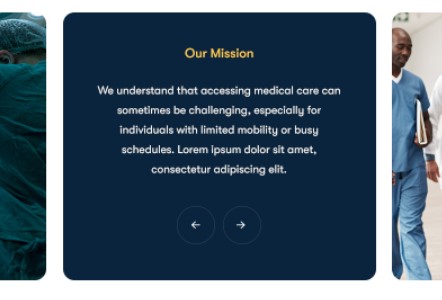 Our Mission
We understand that accessing medical care can
sometimes be challenging, especially for
individuals with limited mobility or busy
schedules. Lorem ipsum dolor sit amet,
consectetur adipiscing elit.